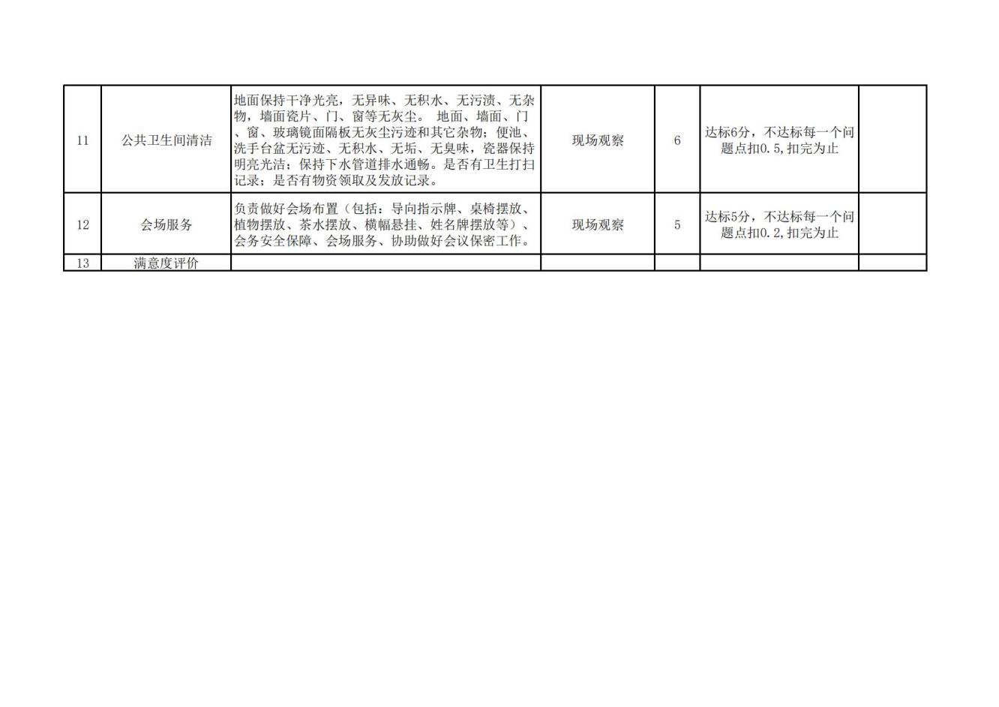 11
公共卫生间清洁
地面保持干净光亮，无异味、无积水、无污渍、无杂
物，墙面瓷片、门、窗等无灰尘。 地面、墙面、门
、窗、玻璃镜面隔板无灰尘污迹和其它杂物；便池、
洗手台盆无污迹、无积水、无垢、无臭味，瓷器保持
明亮光洁；保持下水管道排水通畅。是否有卫生打扫
记录；是否有物资领取及发放记录。
现场观察
6
达标6分，不达标每一个问
题点扣0.5,扣完为止
12
会场服务
负责做好会场布置（包括：导向指示牌、桌椅摆放、
植物摆放、茶水摆放、横幅悬挂、姓名牌摆放等）、
会务安全保障、会场服务、协助做好会议保密工作。
现场观察
5
达标5分，不达标每一个问
题点扣0.2,扣完为止
13
满意度评价